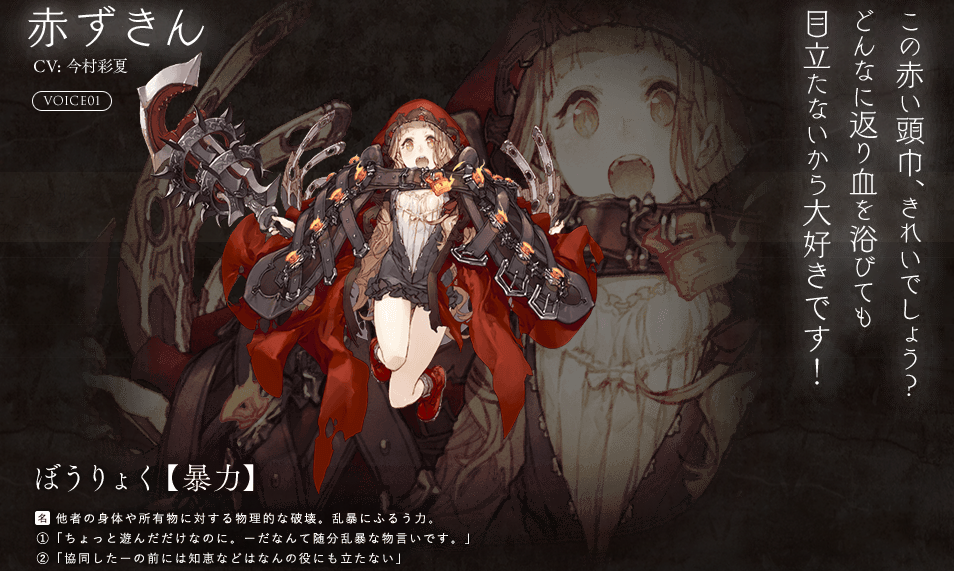 赤ずきん
CV: 今村彩夏
VOICE01
この赤い頭巾、きれいでしょう?
どんなに返り血を浴びても
目立たないから大好きです!
ぼうりょく【暴力】
名 他者の身体や所有物に対する物理的な破壊。乱暴にふるう力。
①「ちょっと遊んだだけなのに。ーだなんて随分乱暴な物言いです。」
②「協同したーの前には知恵などはなんの役にも立たない」